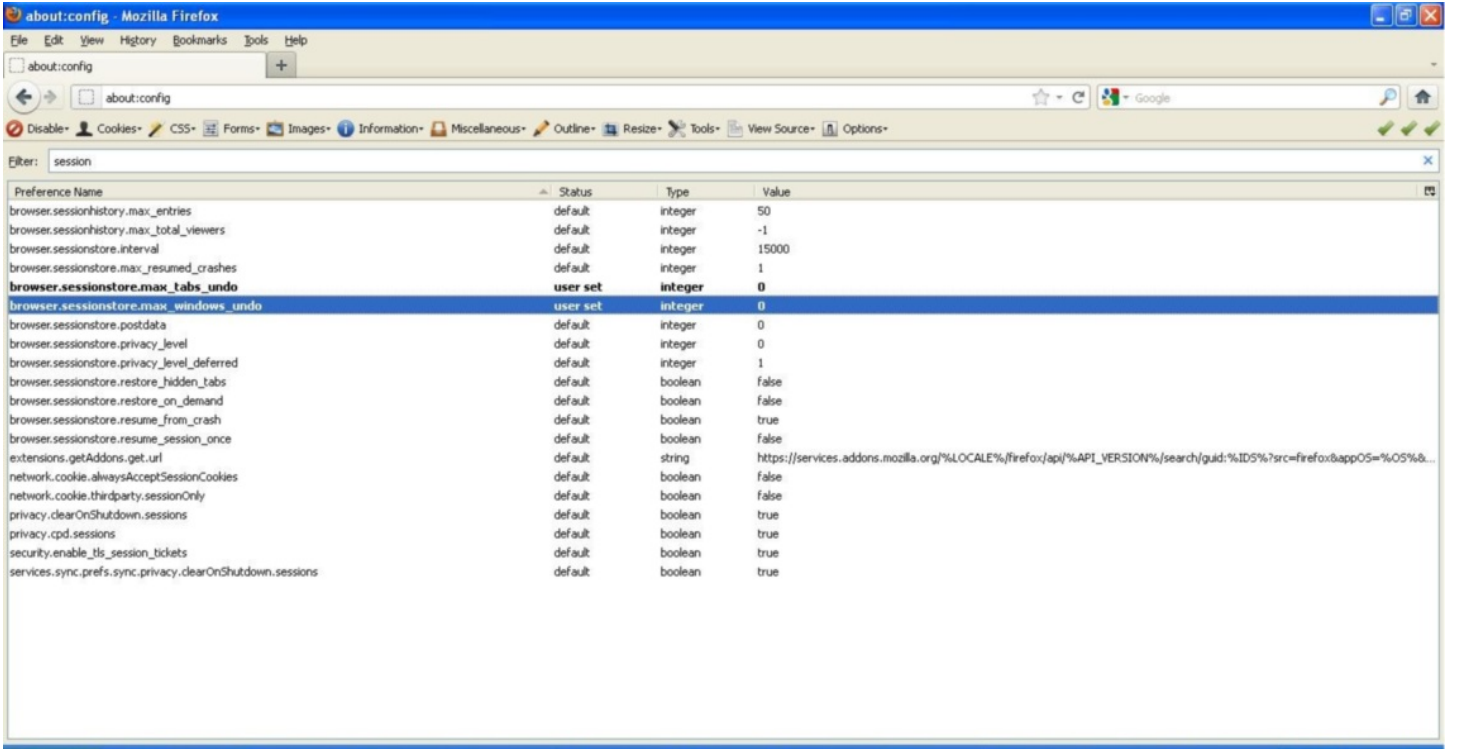 about:config - Mozilla Firefox
File Edit View History Bookmarks Tools Help
about:config +
about:config Google
Disable Cookies CSS Forms Images Information Miscellaneous Outline Resize Tools View Source Options
Filter: session
Preference Name Status Type Value
browser.sessionhistory.max_entries default integer 50
browser.sessionhistory.max_total_viewers default integer -1
browser.sessionstore.interval default integer 15000
browser.sessionstore.max_resumed_crashes default integer 1
browser.sessionstore.max_tabs_undo user set integer 0
browser.sessionstore.max_windows_undo user set integer 0
browser.sessionstore.postdata default integer 0
browser.sessionstore.privacy_level default integer 0
browser.sessionstore.privacy_level_deferred default integer 1
browser.sessionstore.restore_hidden_tabs default boolean false
browser.sessionstore.restore_on_demand default boolean false
browser.sessionstore.resume_from_crash default boolean true
browser.sessionstore.resume_session_once default boolean false
extensions.getAddons.get.url default string https://services.addons.mozilla.org/%LOCALE%/firefox/api/%API_VERSION%/search/guid:%IDS%?src=firefox&appOS=%OS%&...
network.cookie.alwaysAcceptSessionCookies default boolean false
network.cookie.thirdparty.sessionOnly default boolean false
privacy.clearOnShutdown.sessions default boolean true
privacy.cpd.sessions default boolean true
security.enable_tls_session_tickets default boolean true
services.sync.prefs.sync.privacy.clearOnShutdown.sessions default boolean true